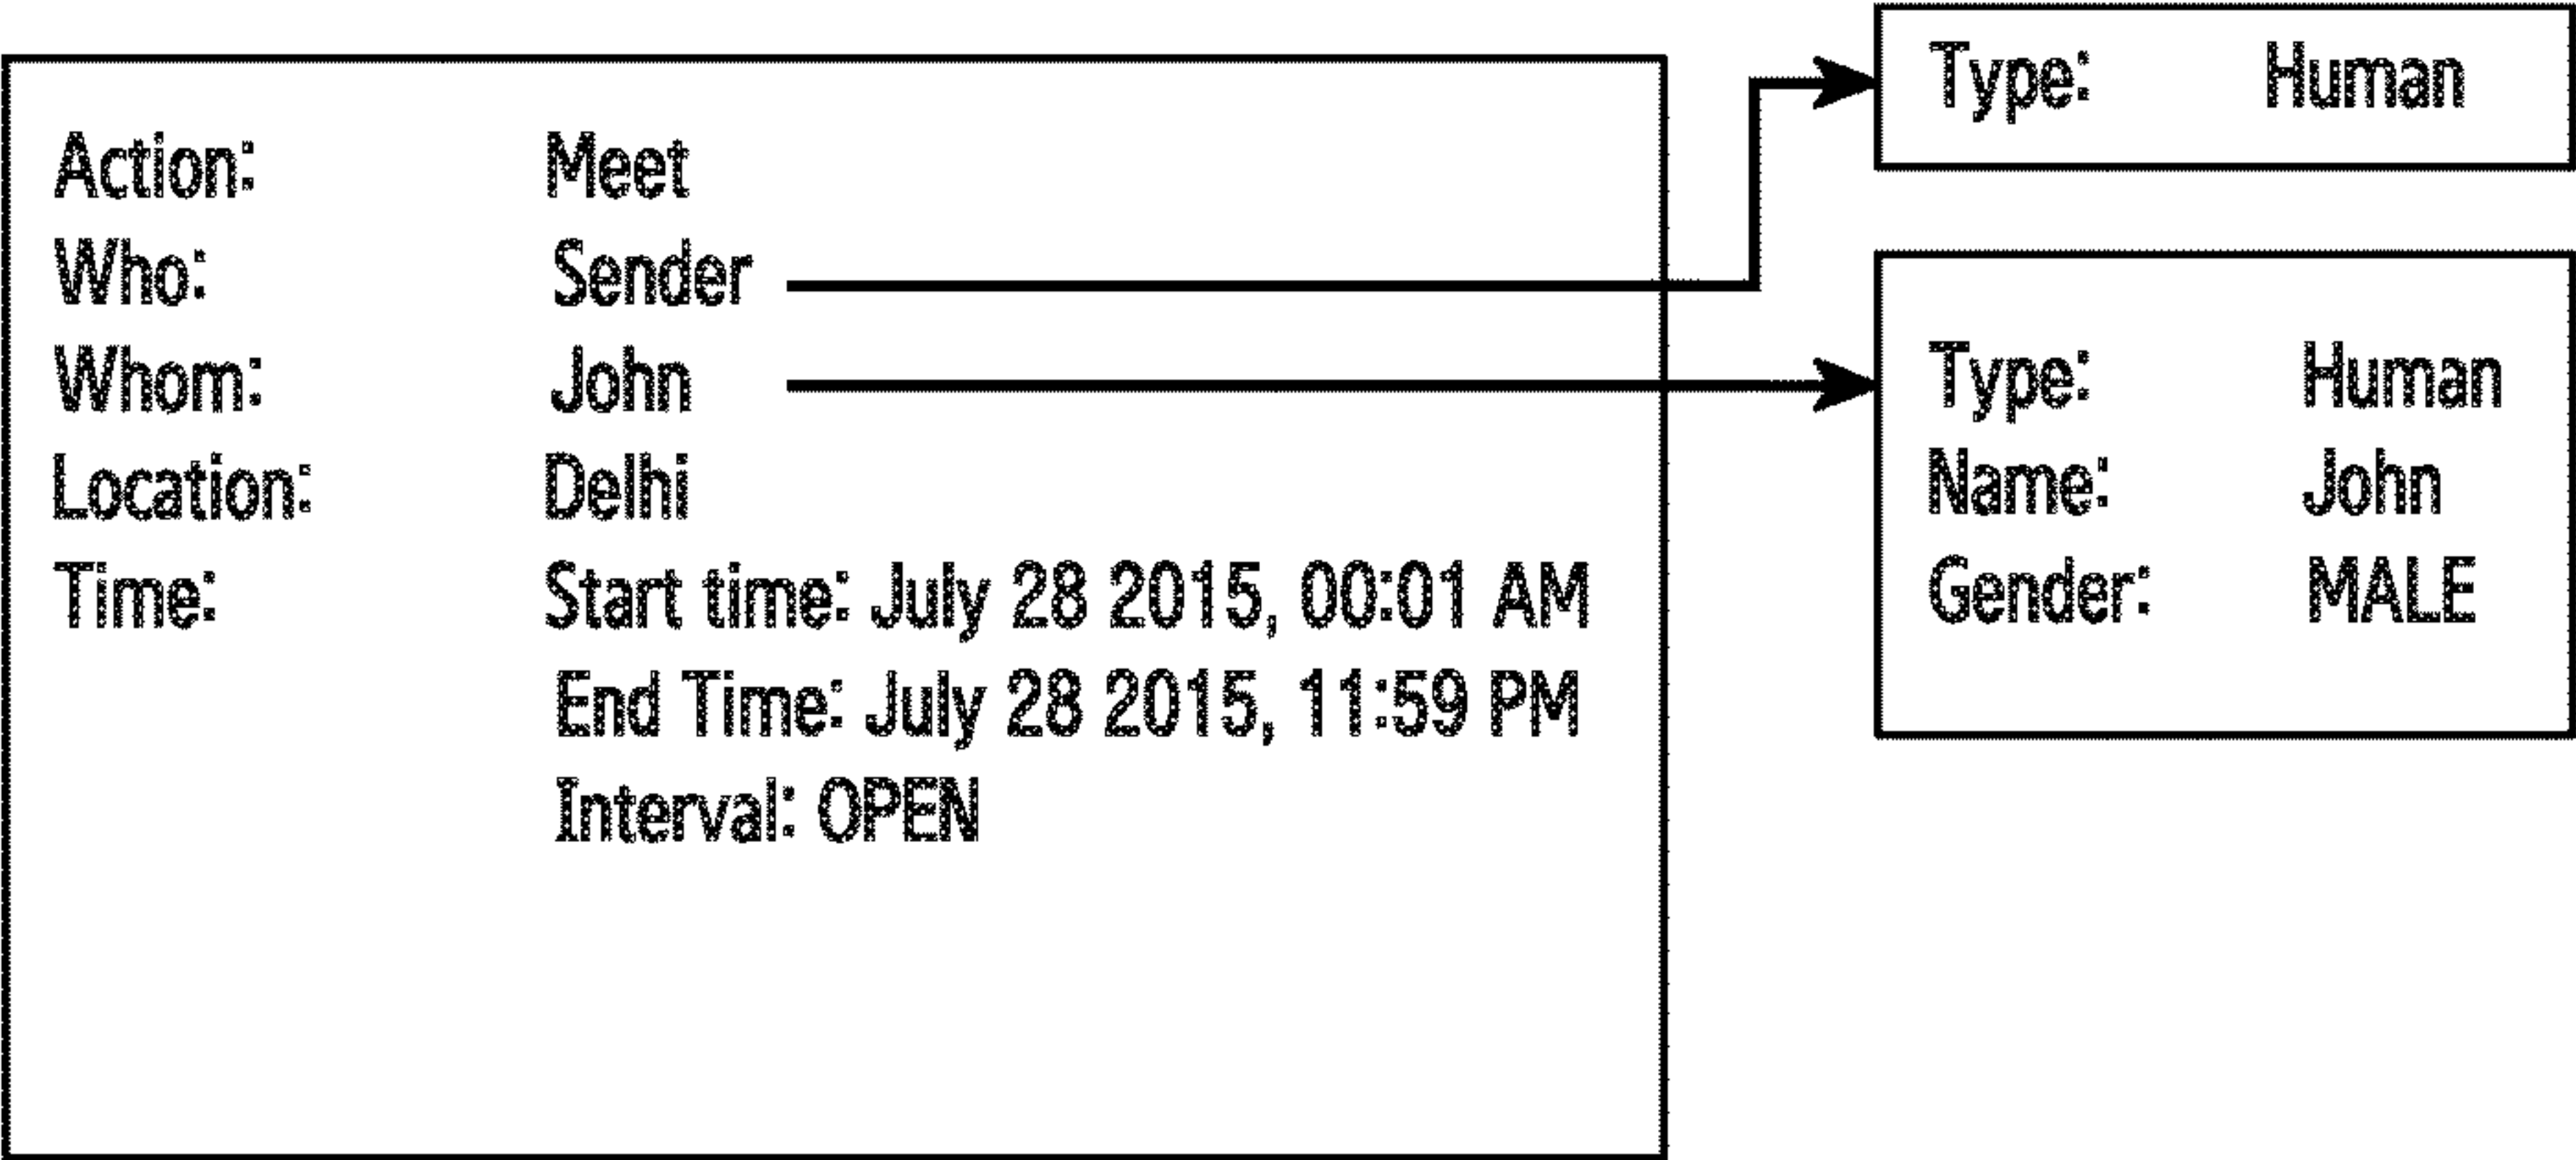 Action: Meet
Who: Sender
Whom: John
Location: Delhi
Time: Start time: July 28 2015, 00:01 AM
End Time: July 28 2015, 11:59 PM
Interval: OPEN
Type: Human
Type: Human
Name: John
Gender: MALE